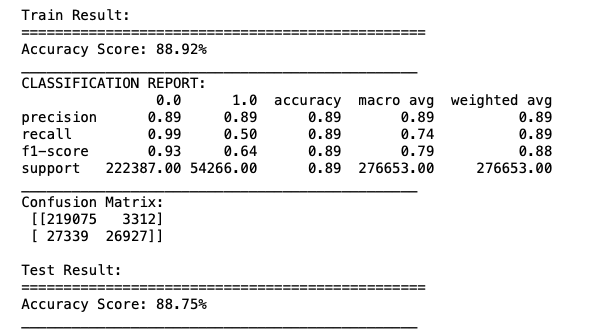 Train Result:
================================================
Accuracy Score: 88.92%
_______________________________________________
CLASSIFICATION REPORT:
0.0 1.0 accuracy macro avg weighted avg
precision 0.89 0.89 0.89 0.89 0.89
recall 0.99 0.50 0.89 0.74 0.89
f1-score 0.93 0.64 0.89 0.79 0.88
support 222387.00 54266.00 0.89 276653.00 276653.00
_______________________________________________
Confusion Matrix:
[[219075 3312]
[ 27339 26927]]
Test Result:
================================================
Accuracy Score: 88.75%
_______________________________________________